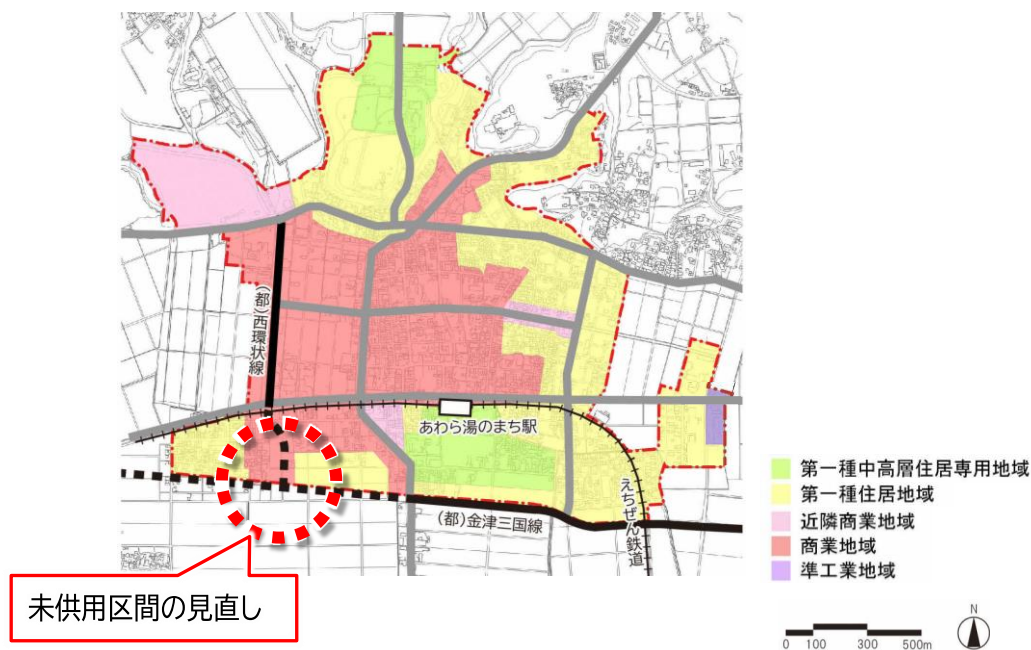 (都)西環状線
あわら湯のまち駅
えちぜん鉄道
(都)金津三国線
未供用区間の見直し
第一種中高層住居専用地域
第一種住居地域
近隣商業地域
商業地域
準工業地域
N
0 100 300 500m